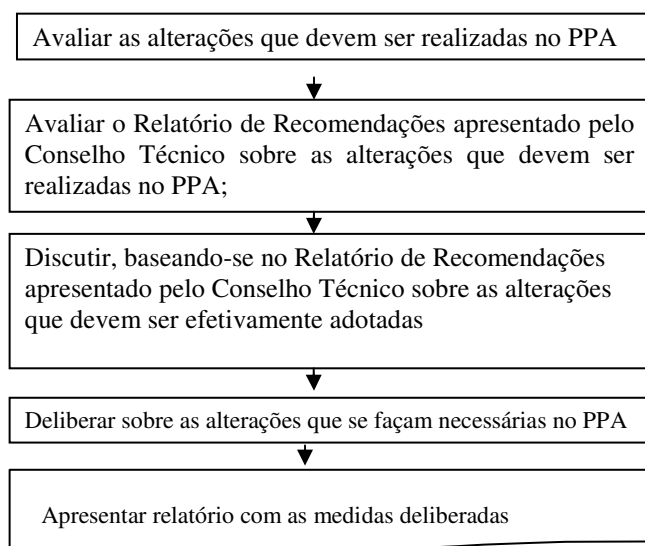 Avaliar as alterações que devem ser realizadas no PPA
Avaliar o Relatório de Recomendações apresentado pelo
Conselho Técnico sobre as alterações que devem ser
realizadas no PPA;
Discutir, baseando-se no Relatório de Recomendações
apresentado pelo Conselho Técnico sobre as alterações
que devem ser efetivamente adotadas
Deliberar sobre as alterações que se façam necessárias no PPA
Apresentar relatório com as medidas deliberadas